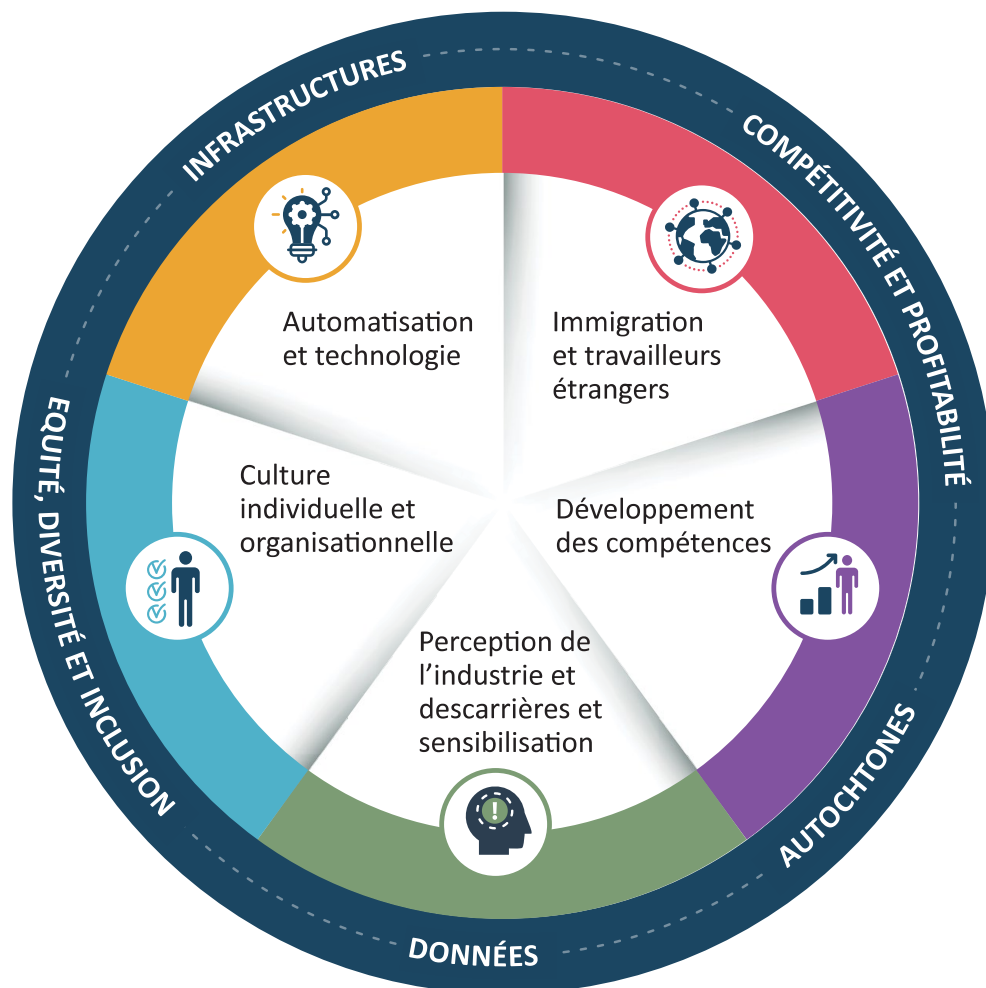 INFRASTRUCTURES
COMPÉTITIVITÉ ET PROFITABILITÉ
Automatisation
et technologie
Immigration
et travailleurs
étrangers
Culture
individuelle et
organisationnelle
Développement
des compétences
Perception de
l’industrie et
descarrières et
sensibilisation
EQUITÉ, DIVERSITÉ ET INCLUSION
AUTOCHTONES
DONNÉES